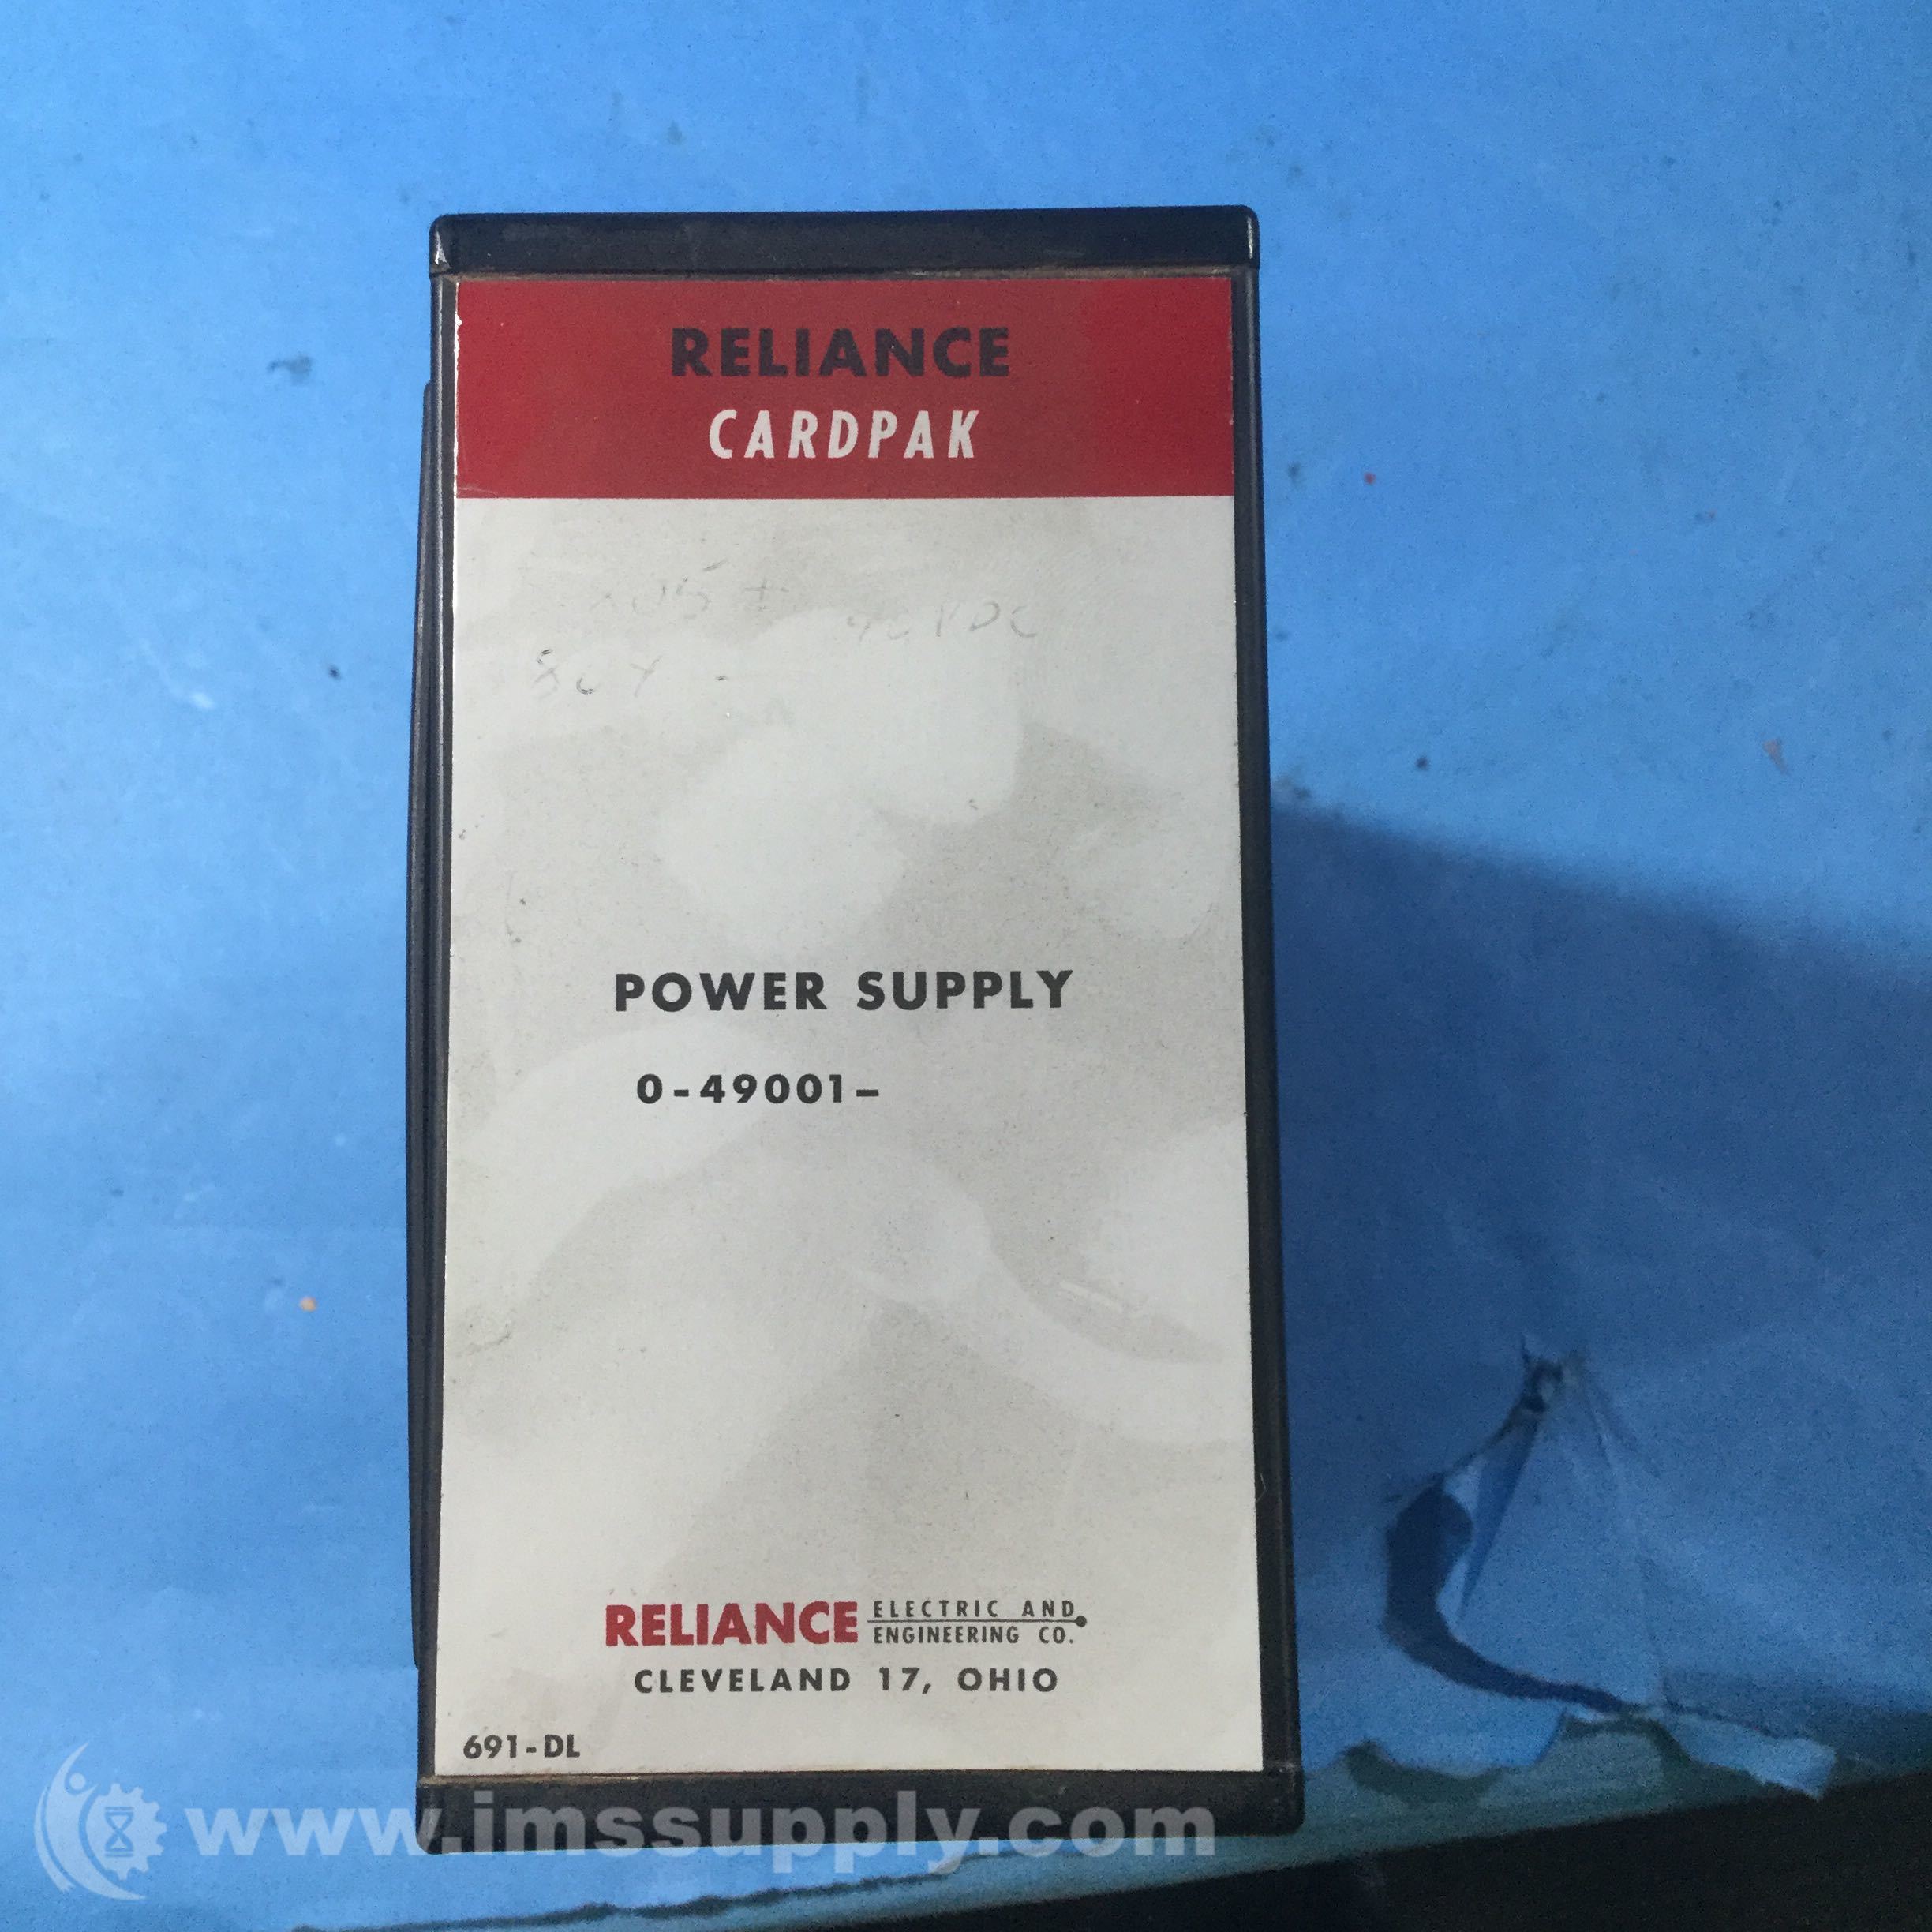 RELIANCE
CARDPAK
POWER SUPPLY
0-49001-
RELIANCE ELECTRIC AND
ENGINEERING CO.
CLEVELAND 17, OHIO
691-DL
www.imssupply.com